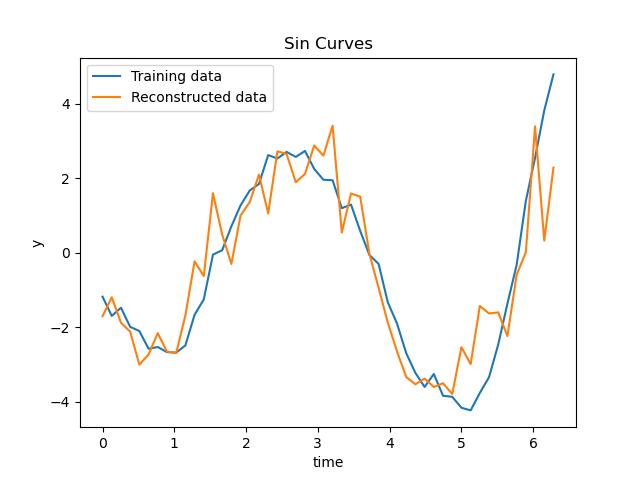 Sin Curves
Training data
Reconstructed data
4
2
0
−2
−4
y
0 1 2 3 4 5 6
time